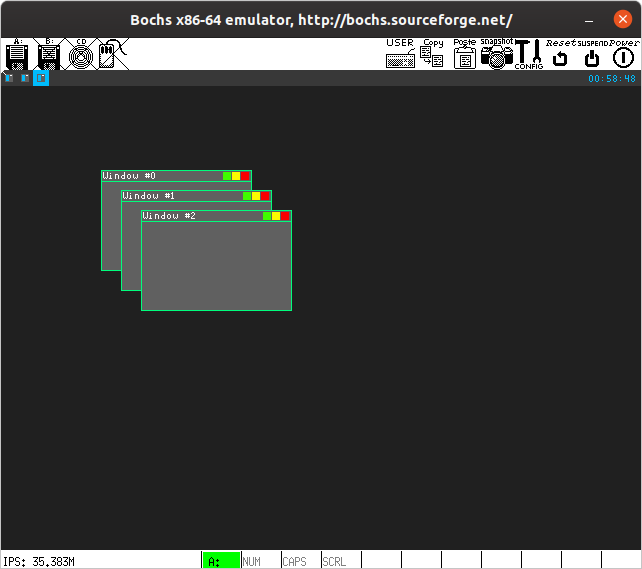 Bochs x86-64 emulator, http://bochs.sourceforge.net/
A: B: CD USER Copy Paste snapshot CONFIG Reset SUSPEND Power
00:58:48
Window #0
Window #1
Window #2
IPS: 35.383M A: NUM CAPS SCRL